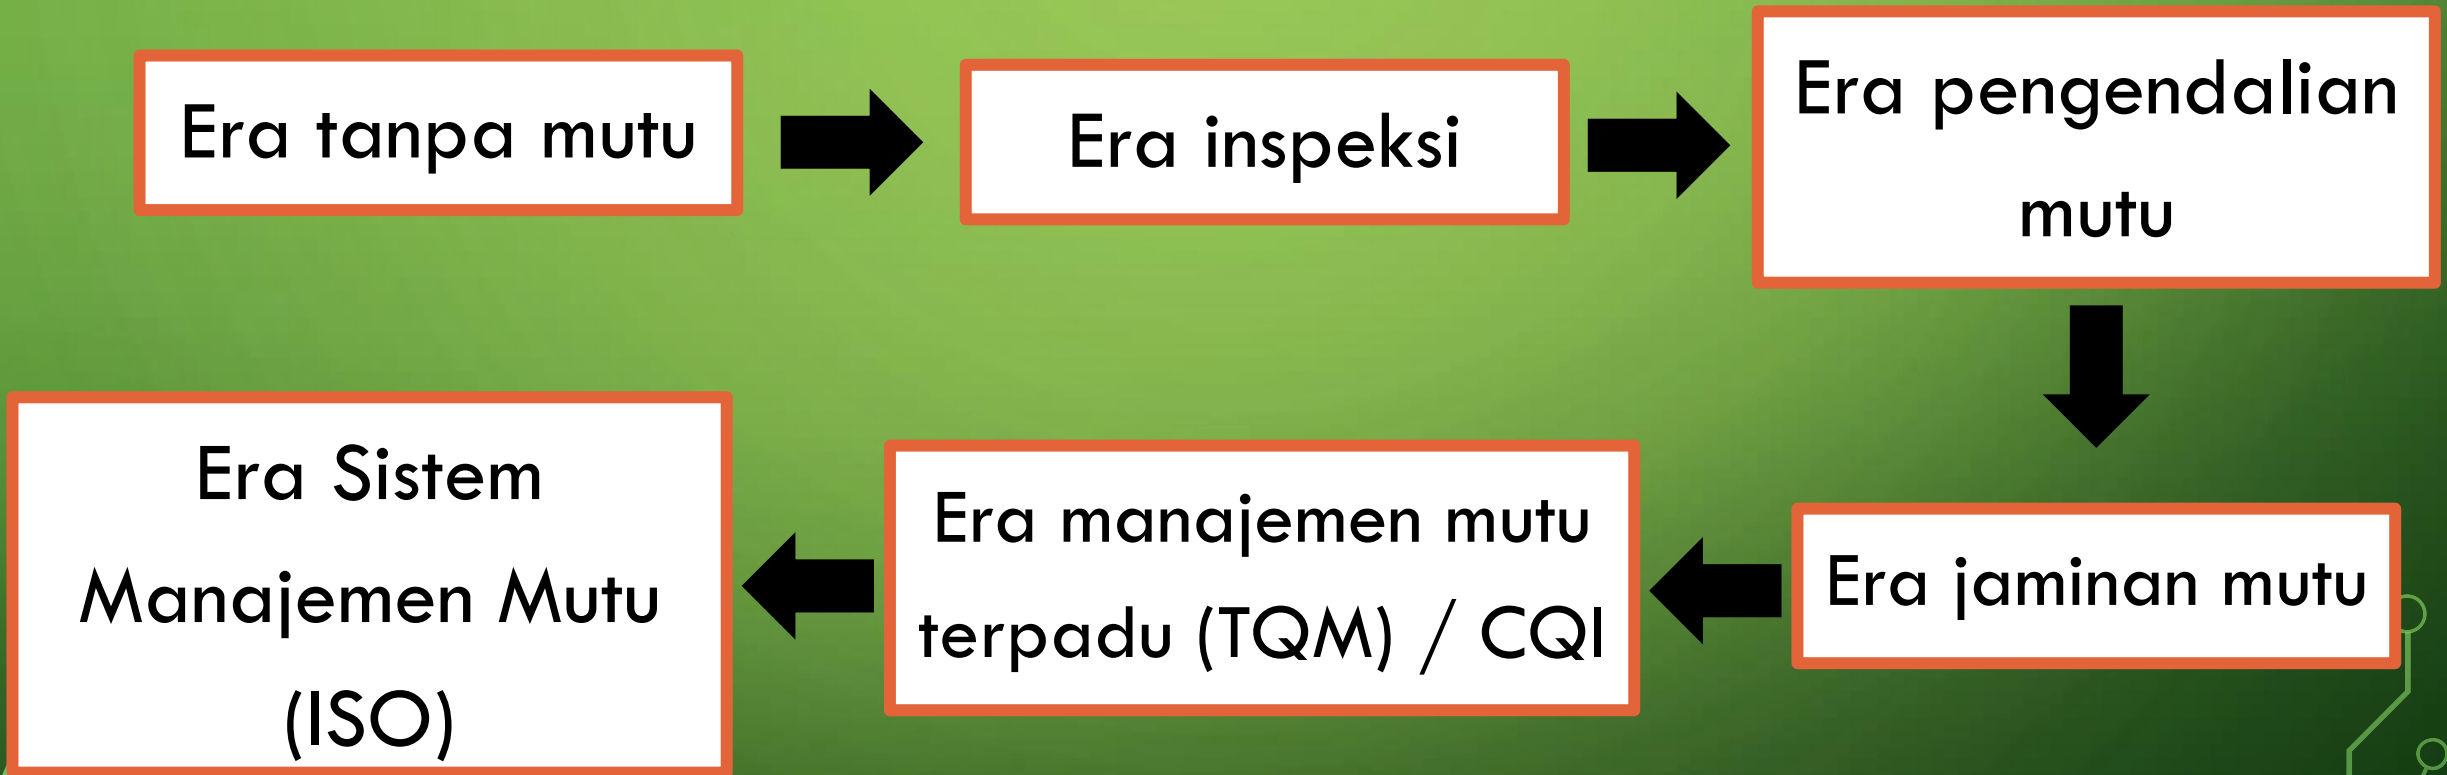 Era tanpa mutu
Era inspeksi
Era pengendalian
mutu
Era jaminan mutu
Era manajemen mutu
terpadu (TQM) / CQI
Era Sistem
Manajemen Mutu
(ISO)